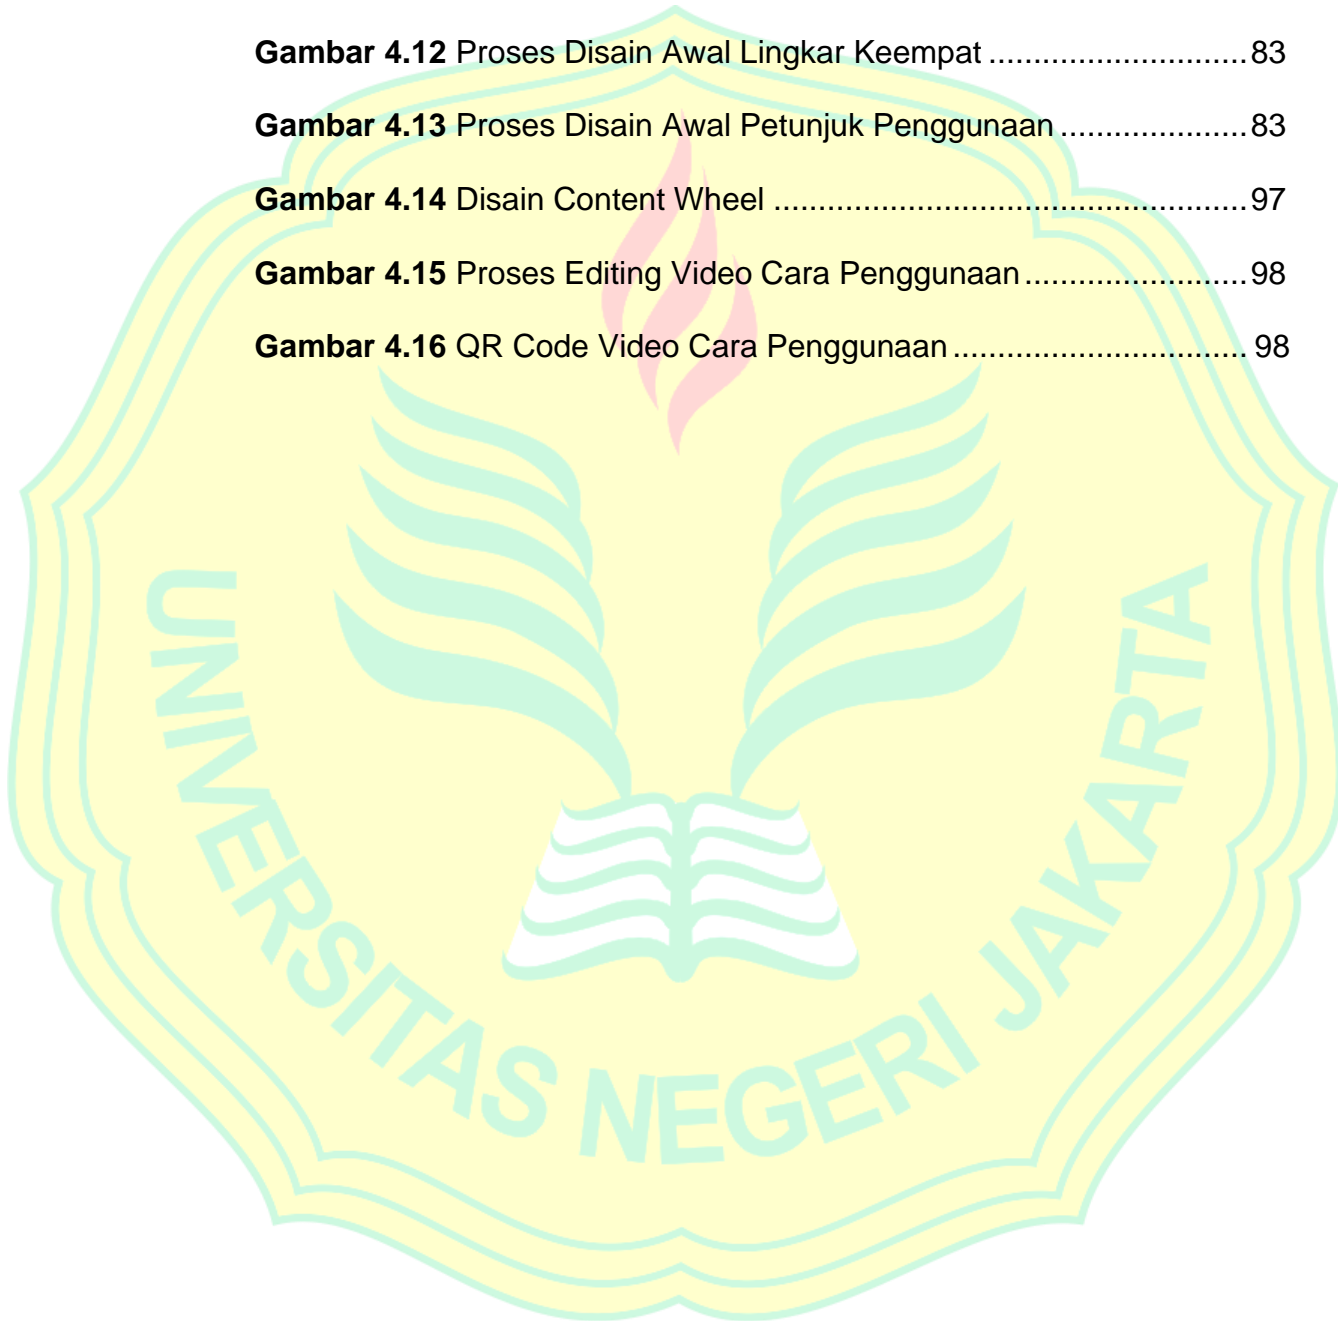 Gambar 4.12 Proses Disain Awal Lingkar Keempat .............................83
Gambar 4.13 Proses Disain Awal Petunjuk Penggunaan.....................83
Gambar 4.14 Disain Content Wheel .....................................................97
Gambar 4.15 Proses Editing Video Cara Penggunaan.........................98
Gambar 4.16 QR Code Video Cara Penggunaan................................. 98
UNIVERSITAS NEGERI JAKARTA